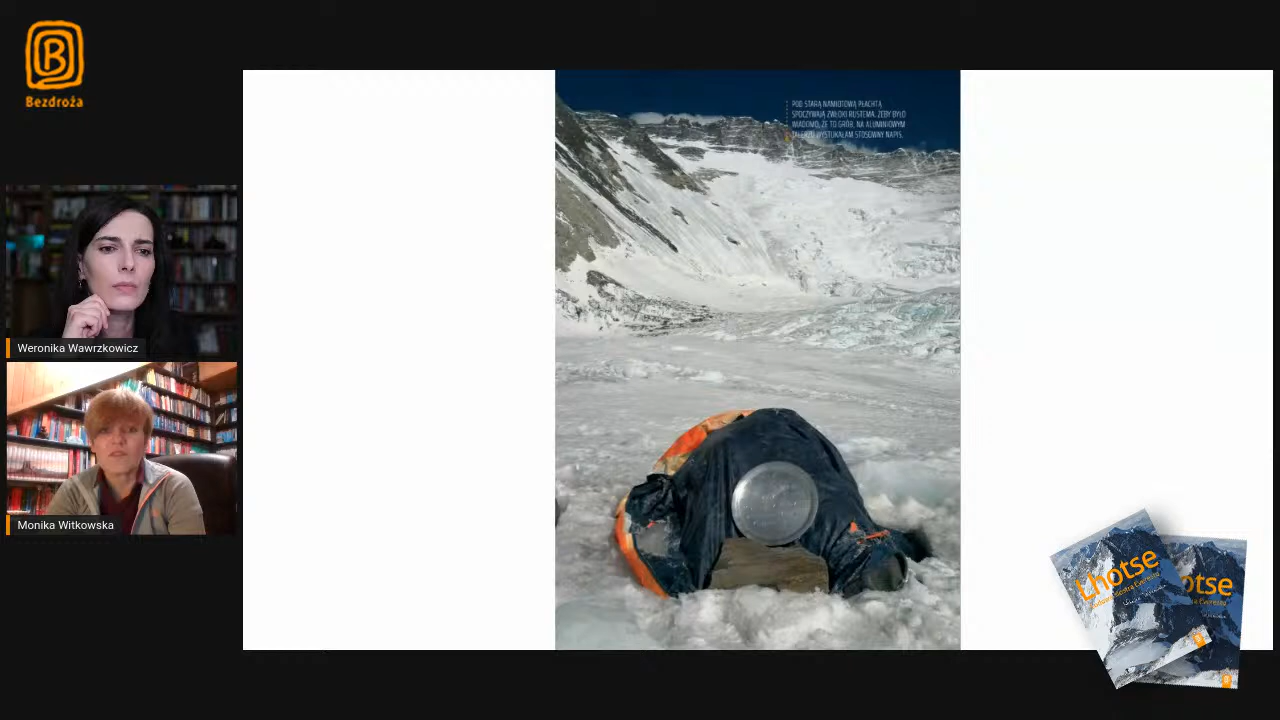 B
Bezdroża
POD STARĄ NAMIOTOWĄ PŁACHTĄ
SPOCZYWAJĄ ZWŁOKI RUSTEMA. ŻEBY BYŁO
WIADOMO, ŻE TO GRÓB, NA ALUMINIOWYM
TALERZU WYSTUKAŁAM STOSOWNY NAPIS.
Weronika Wawrzkowicz
Monika Witkowska
Lhotse
otse